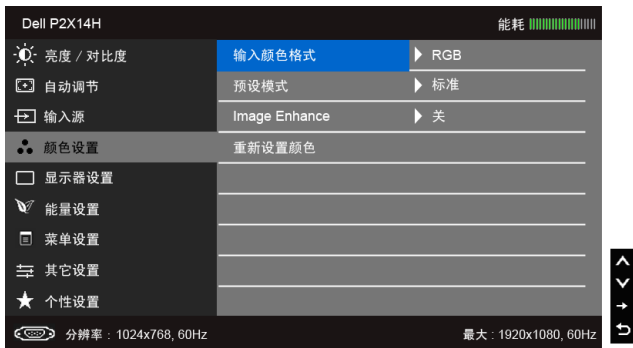 Dell P2X14H 能耗
亮度 / 对比度 输入颜色格式 RGB
自动调节 预设模式 标准
输入源 Image Enhance 关
颜色设置 重新设置颜色
显示器设置
能量设置
菜单设置
其它设置
个性设置
分辨率 : 1024x768, 60Hz 最大 : 1920x1080, 60Hz